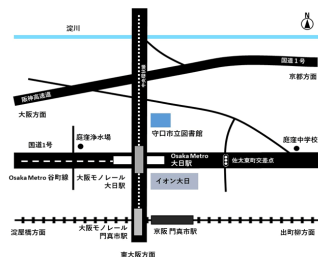 淀川
N
国道1号
京都方面
阪神高速道
大阪方面
中央環状線
守口市立図書館
国道1号
庭窪浄水場
庭窪中学校
Osaka Metro
大日駅
佐太東町交差点
Osaka Metro 谷町線
大阪モノレール
大日駅
イオン大日
淀屋橋方面
大阪モノレール
門真市駅
京阪 門真市駅
出町柳方面
東大阪方面